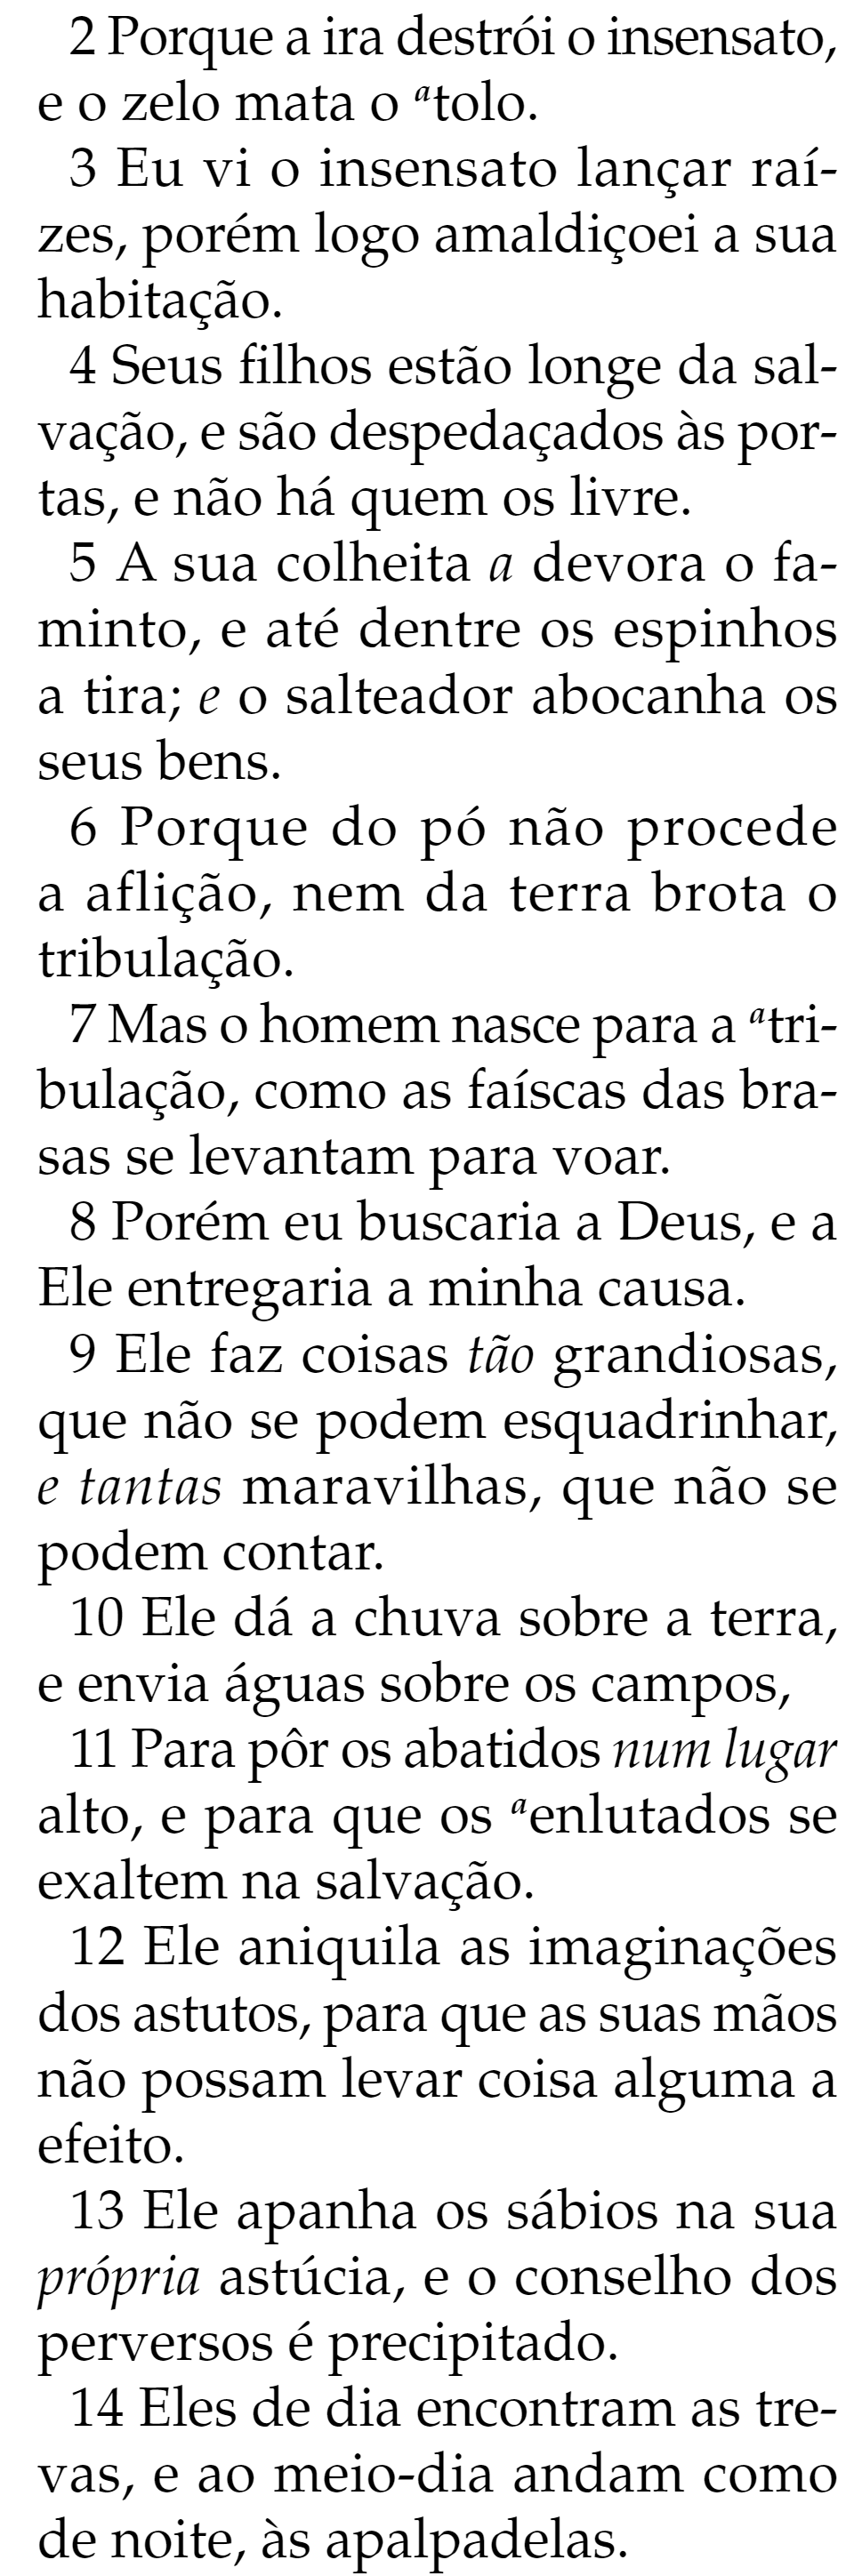 2 Porque a ira destrói o insensato,
e o zelo mata o ᵃtolo.
3 Eu vi o insensato lançar raí-
zes, porém logo amaldiçoei a sua
habitação.
4 Seus filhos estão longe da sal-
vação, e são despedaçados às por-
tas, e não há quem os livre.
5 A sua colheita a devora o fa-
minto, e até dentre os espinhos
a tira; e o salteador abocanha os
seus bens.
6 Porque do pó não procede
a aflição, nem da terra brota o
tribulação.
7 Mas o homem nasce para a ᵃtri-
bulação, como as faíscas das bra-
sas se levantam para voar.
8 Porém eu buscaria a Deus, e a
Ele entregaria a minha causa.
9 Ele faz coisas tão grandiosas,
que não se podem esquadrinhar,
e tantas maravilhas, que não se
podem contar.
10 Ele dá a chuva sobre a terra,
e envia águas sobre os campos,
11 Para pôr os abatidos num lugar
alto, e para que os ᵃenlutados se
exaltem na salvação.
12 Ele aniquila as imaginações
dos astutos, para que as suas mãos
não possam levar coisa alguma a
efeito.
13 Ele apanha os sábios na sua
própria astúcia, e o conselho dos
perversos é precipitado.
14 Eles de dia encontram as tre-
vas, e ao meio-dia andam como
de noite, às apalpadelas.